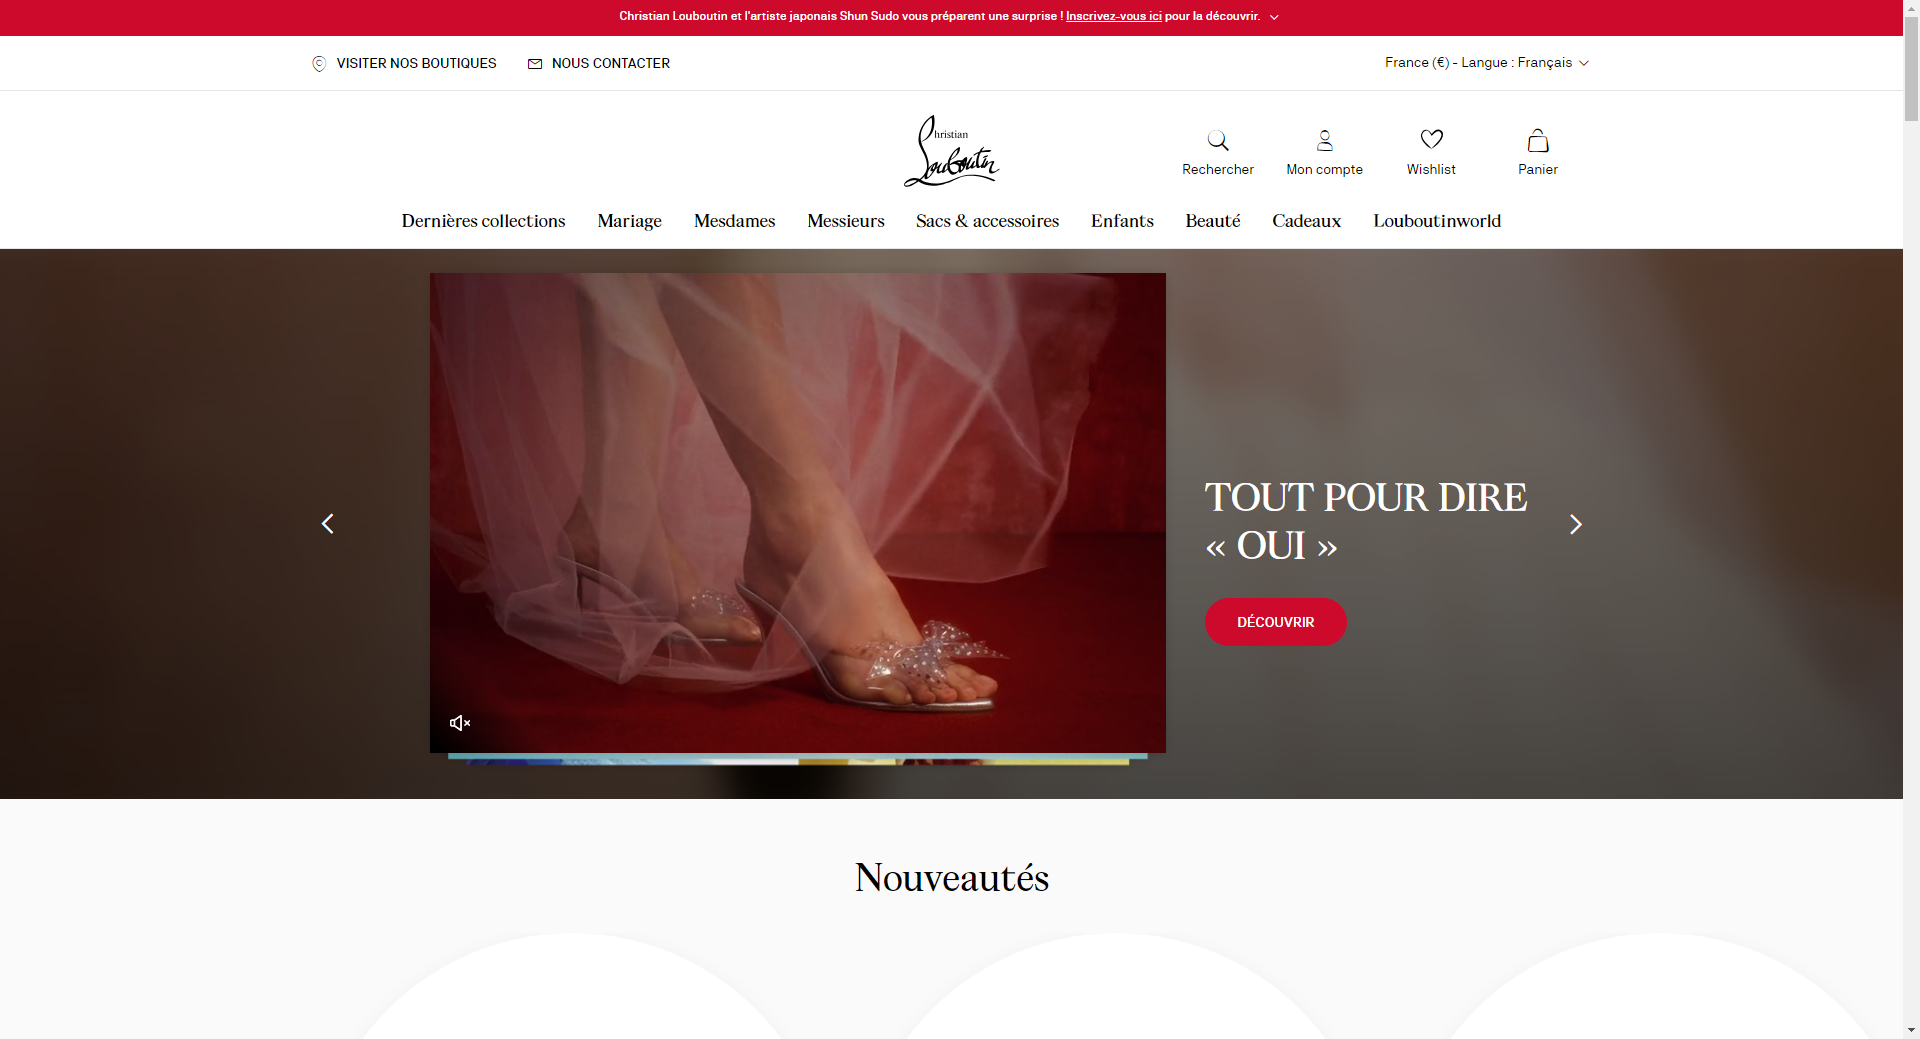 Christian Louboutin et l'artiste japonais Shun Sudo vous préparent une surprise ! Inscrivez-vous ici pour la découvrir.
VISITER NOS BOUTIQUES
NOUS CONTACTER
France (€) - Langue : Français
Christian
Louboutin
Rechercher
Mon compte
Wishlist
Panier
Dernières collections
Mariage
Mesdames
Messieurs
Sacs & accessoires
Enfants
Beauté
Cadeaux
Louboutinworld
TOUT POUR DIRE
« OUI »
DÉCOUVRIR
Nouveautés